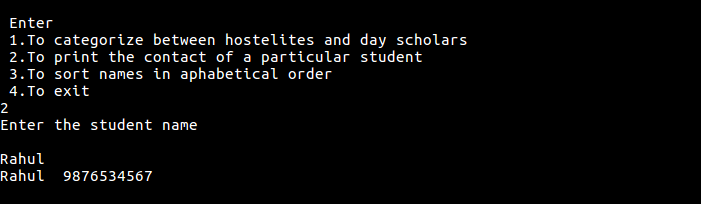 Enter
1.To categorize between hostelites and day scholars
2.To print the contact of a particular student
3.To sort names in aphabetical order
4.To exit
2
Enter the student name
Rahul
Rahul  9876534567